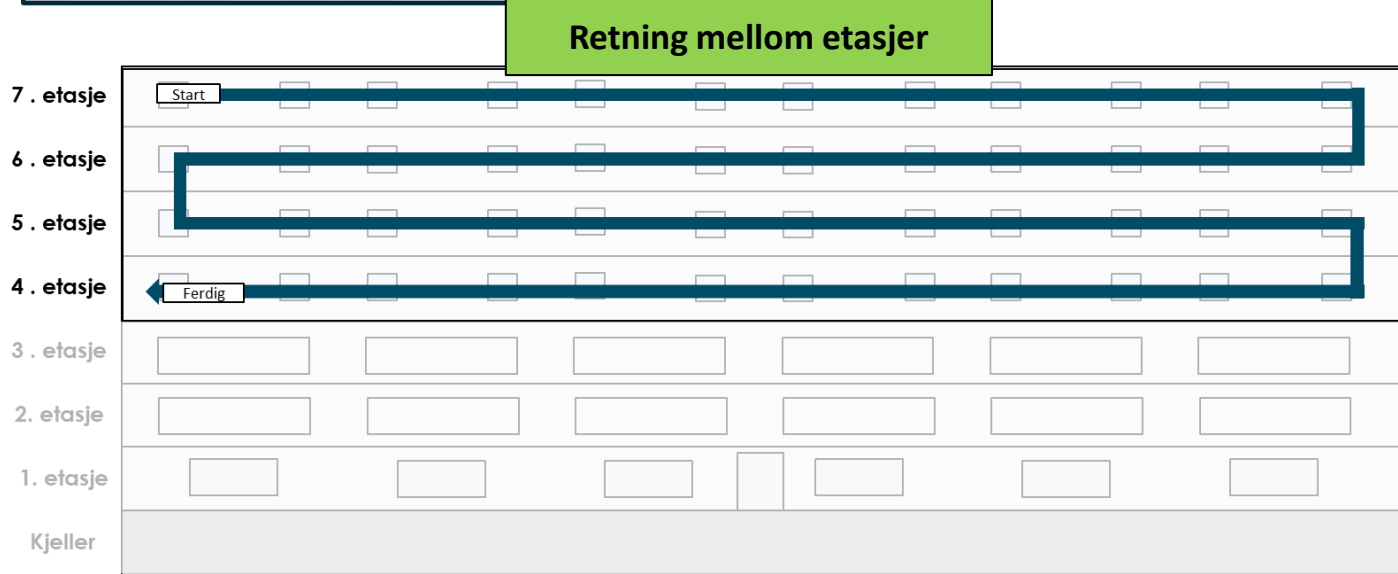 Retning mellom etasjer
7 . etasje
Start
6 . etasje
5 . etasje
4 . etasje
Ferdig
3 . etasje
2. etasje
1. etasje
Kjeller